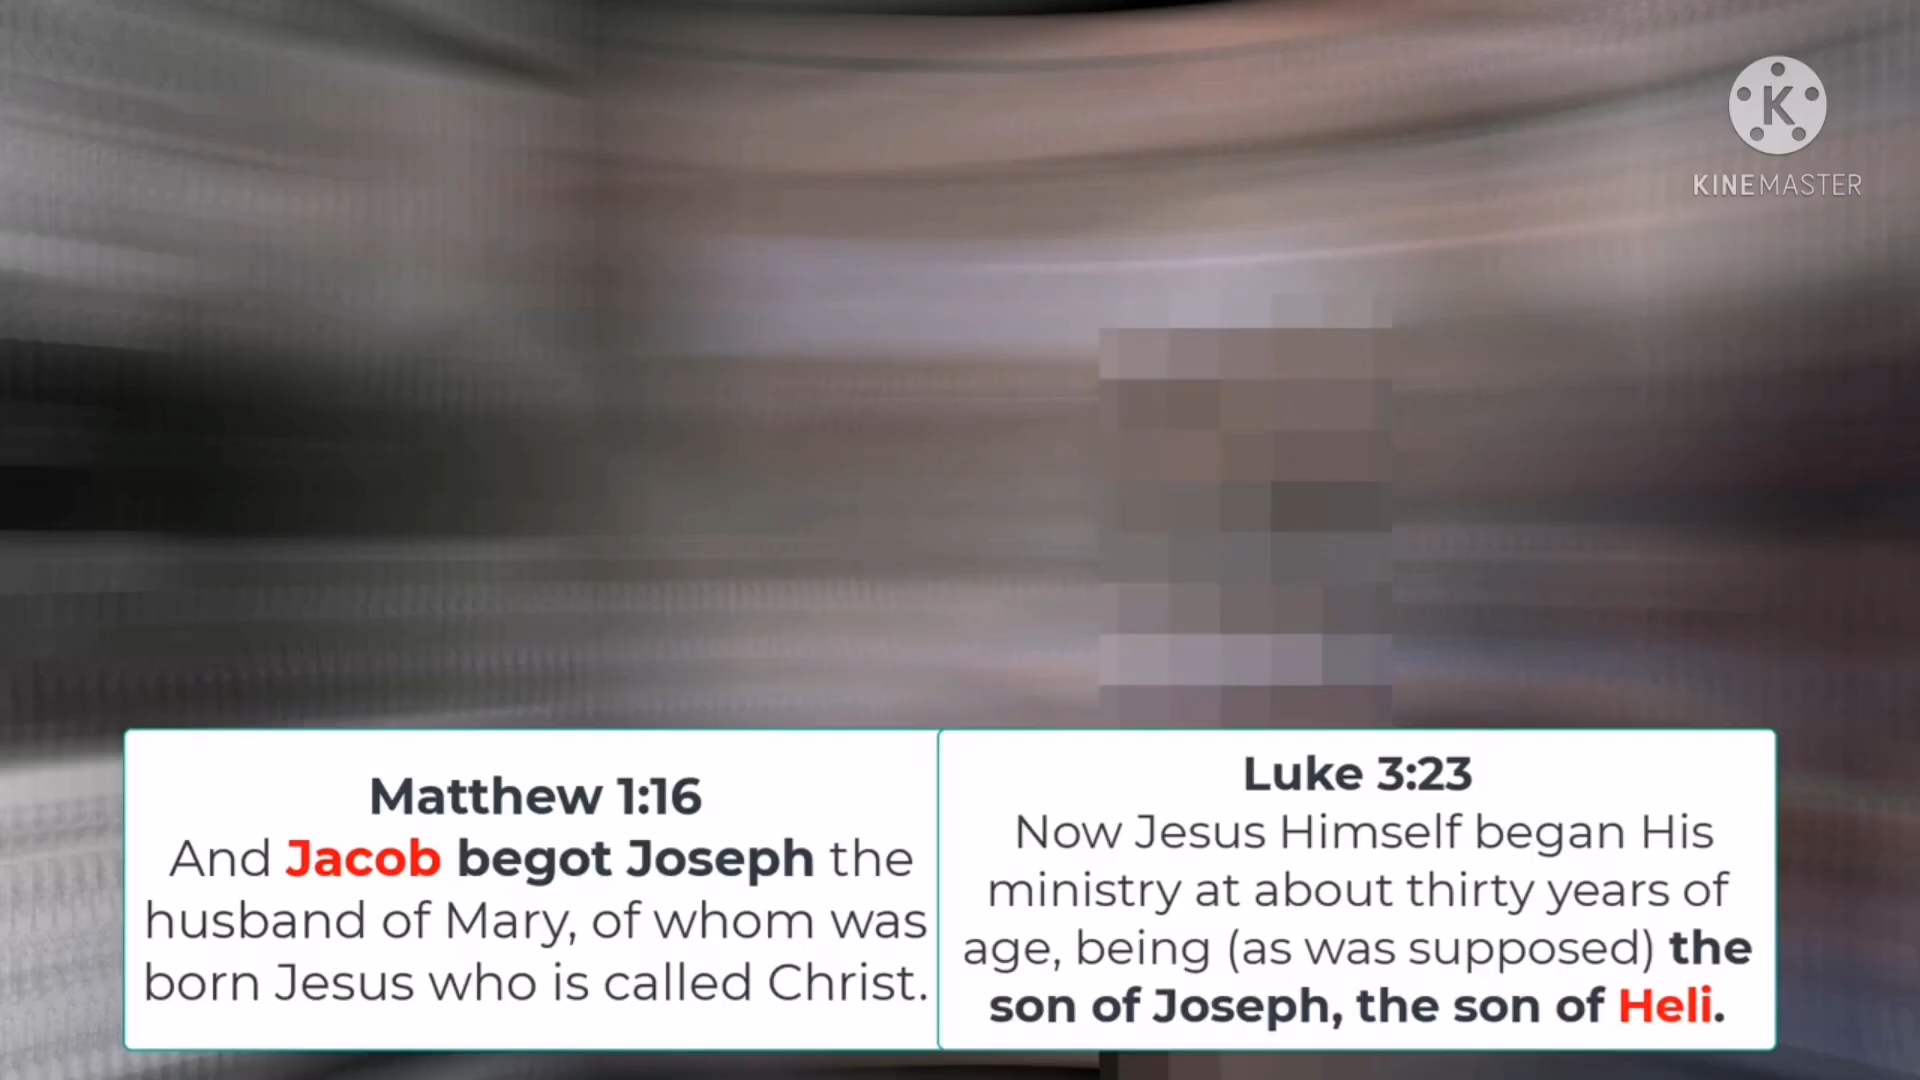 KINEMASTER
Matthew 1:16
And Jacob begot Joseph the
husband of Mary, of whom was
born Jesus who is called Christ.
Luke 3:23
Now Jesus Himself began His
ministry at about thirty years of
age, being (as was supposed) the
son of Joseph, the son of Heli.